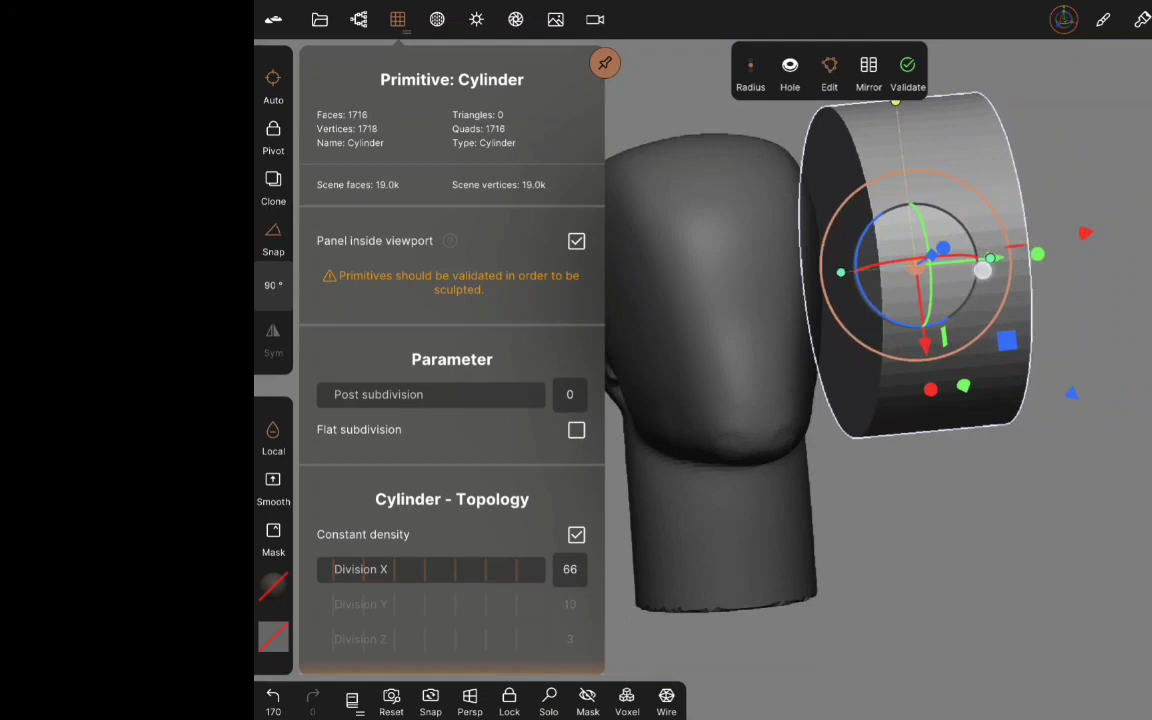 Radius
Hole
Edit
Mirror
Validate
Auto
Pivot
Clone
Snap
90 °
Sym
Local
Smooth
Mask
Primitive: Cylinder
Faces: 1716
Triangles: 0
Vertices: 1718
Quads: 1716
Name: Cylinder
Type: Cylinder
Scene faces: 19.0k
Scene vertices: 19.0k
Panel inside viewport
?
Primitives should be validated in order to be
sculpted.
Parameter
Post subdivision
0
Flat subdivision
Cylinder - Topology
Constant density
Division X
66
Division Y
10
Division Z
3
170
0
Reset
Snap
Persp
Lock
Solo
Mask
Voxel
Wire